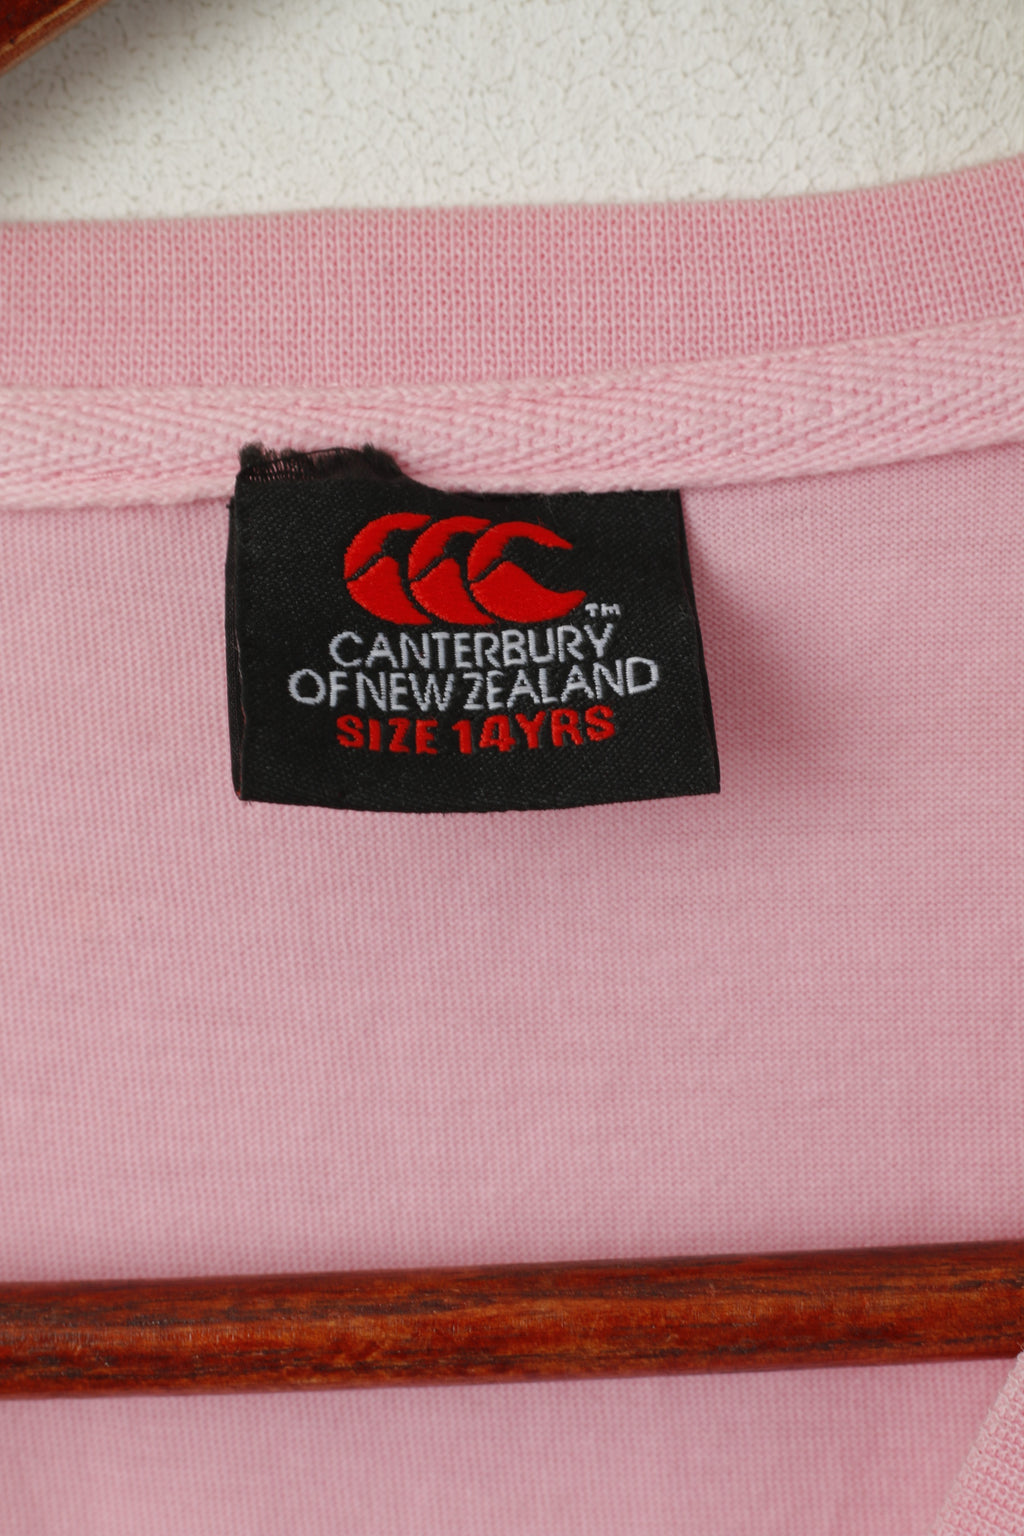 TM
CANTERBURY
OF NEW ZEALAND
SIZE 14YRS